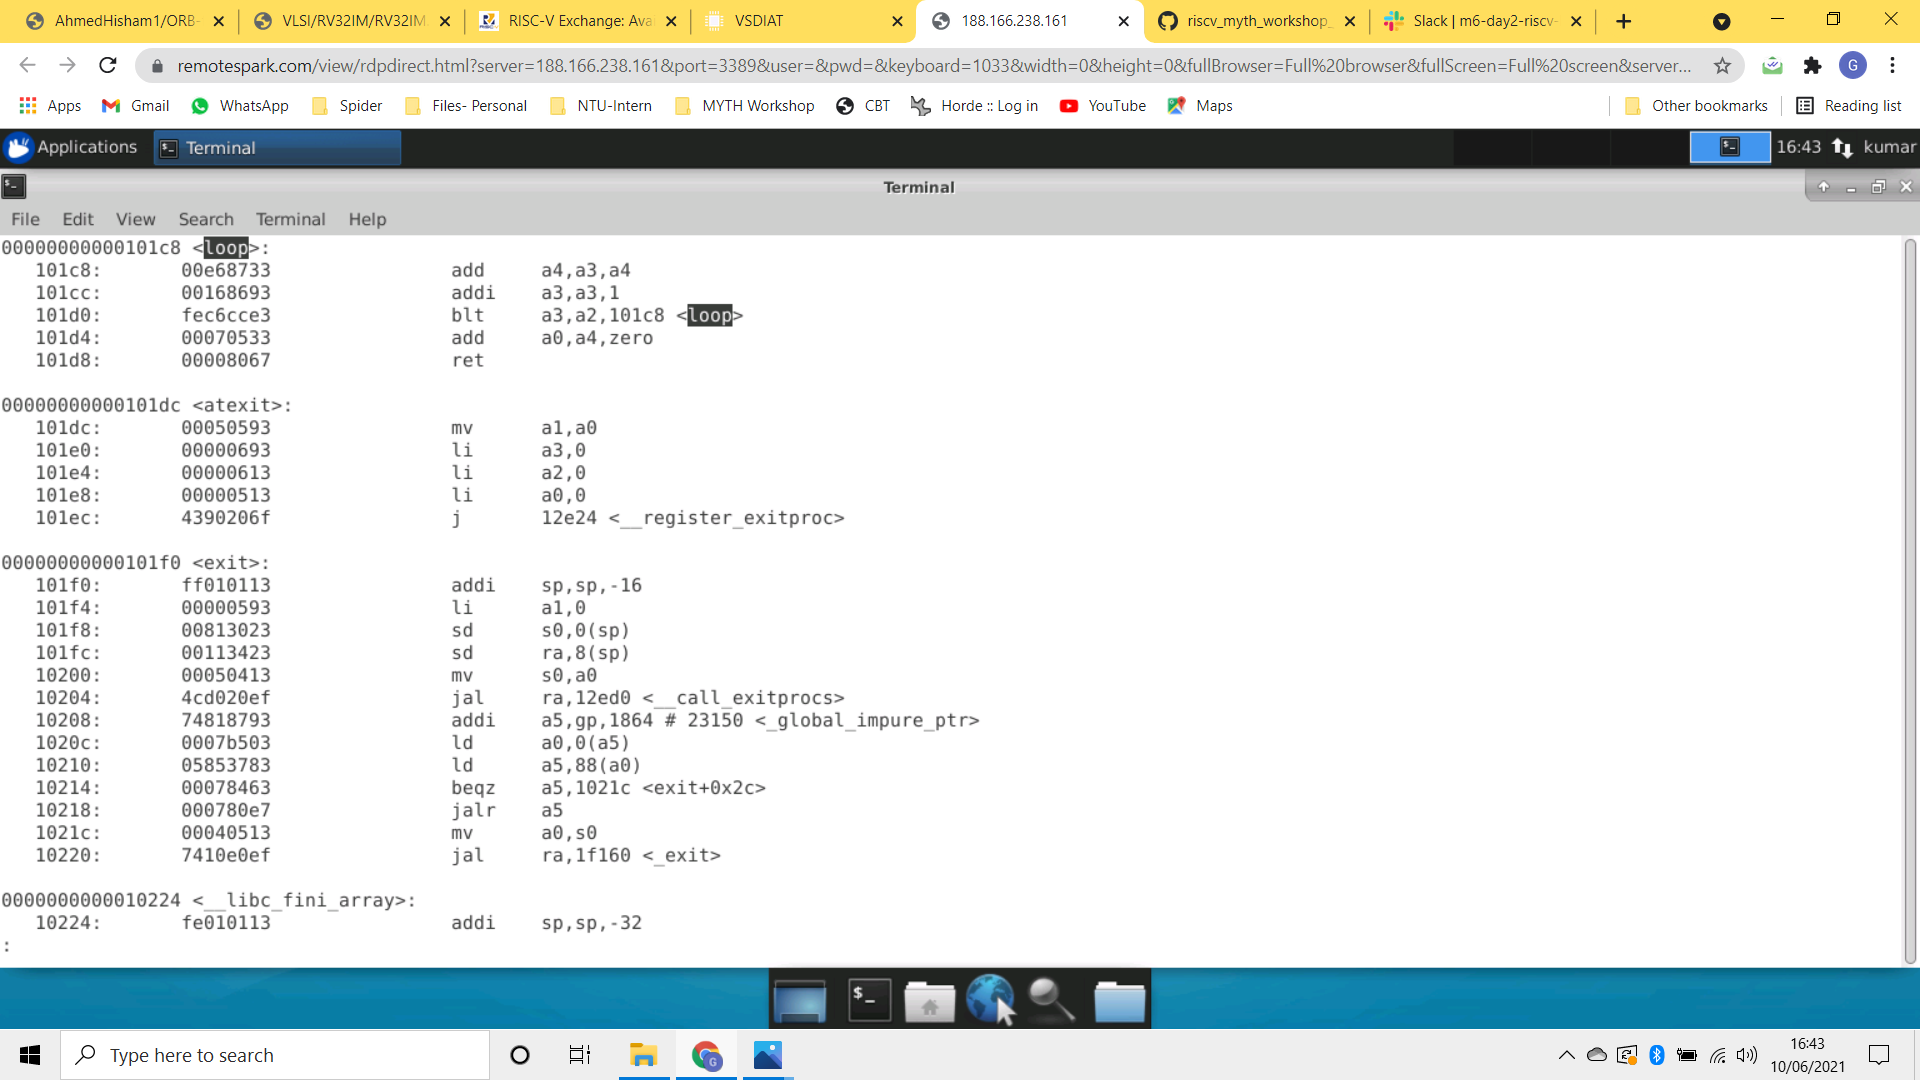 AhmedHisham1/ORB-
VLSI/RV32IM/RV32IM
RISC-V Exchange: Ava
VSDIAT
188.166.238.161
riscv_myth_workshop_
Slack | m6-day2-riscv-
remotespark.com/view/rdpdirect.html?server=188.166.238.161&port=3389&user=&pwd=&keyboard=1033&width=0&height=0&fullBrowser=Full%20browser&fullScreen=Full%20screen&server...
G
Apps
Gmail
WhatsApp
Spider
Files- Personal
NTU-Intern
MYTH Workshop
CBT
Horde :: Log in
YouTube
Maps
Other bookmarks
Reading list
Applications
Terminal
16:43
kumar
Terminal
File Edit View Search Terminal Help
00000000000101c8 <loop>:
101c8: 00e68733 add a4,a3,a4
101cc: 00168693 addi a3,a3,1
101d0: fec6cce3 blt a3,a2,101c8 <loop>
101d4: 00070533 add a0,a4,zero
101d8: 00008067 ret
00000000000101dc <atexit>:
101dc: 00050593 mv a1,a0
101e0: 00000693 li a3,0
101e4: 00000613 li a2,0
101e8: 00000513 li a0,0
101ec: 4390206f j 12e24 <__register_exitproc>
00000000000101f0 <exit>:
101f0: ff010113 addi sp,sp,-16
101f4: 00000593 li a1,0
101f8: 00813023 sd s0,0(sp)
101fc: 00113423 sd ra,8(sp)
10200: 00050413 mv s0,a0
10204: 4cd020ef jal ra,12ed0 <__call_exitprocs>
10208: 74818793 addi a5,gp,1864 # 23150 <_global_impure_ptr>
1020c: 0007b503 ld a0,0(a5)
10210: 05853783 ld a5,88(a0)
10214: 00078463 beqz a5,1021c <exit+0x2c>
10218: 000780e7 jalr a5
1021c: 00040513 mv a0,s0
10220: 7410e0ef jal ra,1f160 <_exit>
0000000000010224 <__libc_fini_array>:
10224: fe010113 addi sp,sp,-32
:
$_
Type here to search
G
16:43
10/06/2021